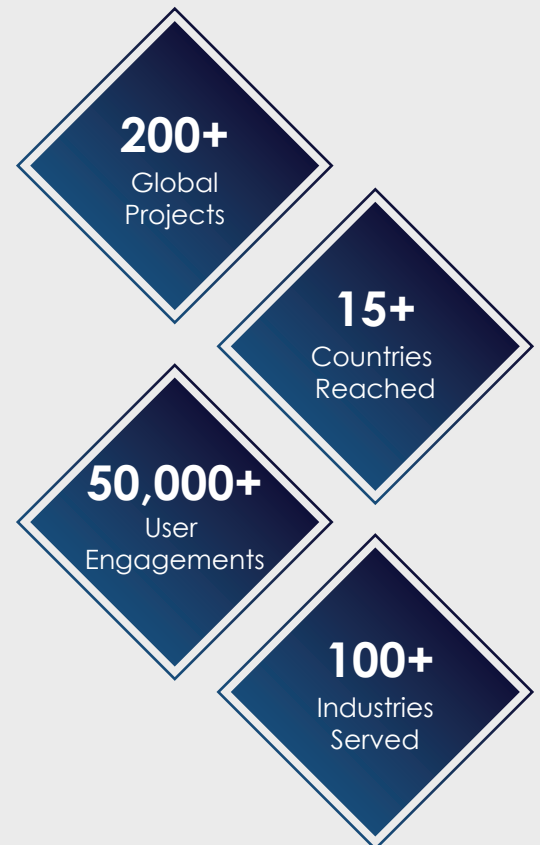 200+
Global
Projects
15+
Countries
Reached
50,000+
User
Engagements
100+
Industries
Served